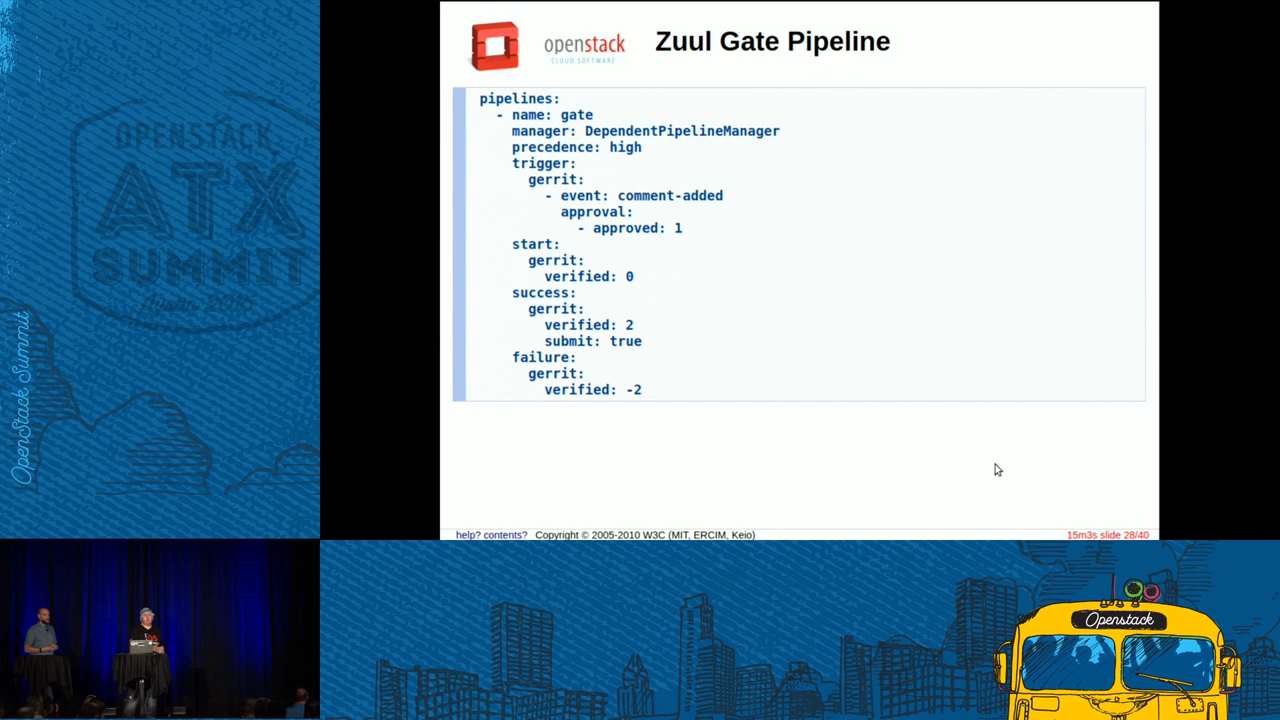 OPENSTACK
ATX
SUMMIT
Austin 2016
OpenStack Summit
openstack
CLOUD SOFTWARE
Zuul Gate Pipeline
pipelines:
- name: gate
manager: DependentPipelineManager
precedence: high
trigger:
gerrit:
- event: comment-added
approval:
- approved: 1
start:
gerrit:
verified: 0
success:
gerrit:
verified: 2
submit: true
failure:
gerrit:
verified: -2
help? contents? Copyright © 2005-2010 W3C (MIT, ERCIM, Keio)
15m3s slide 28/40
Openstack